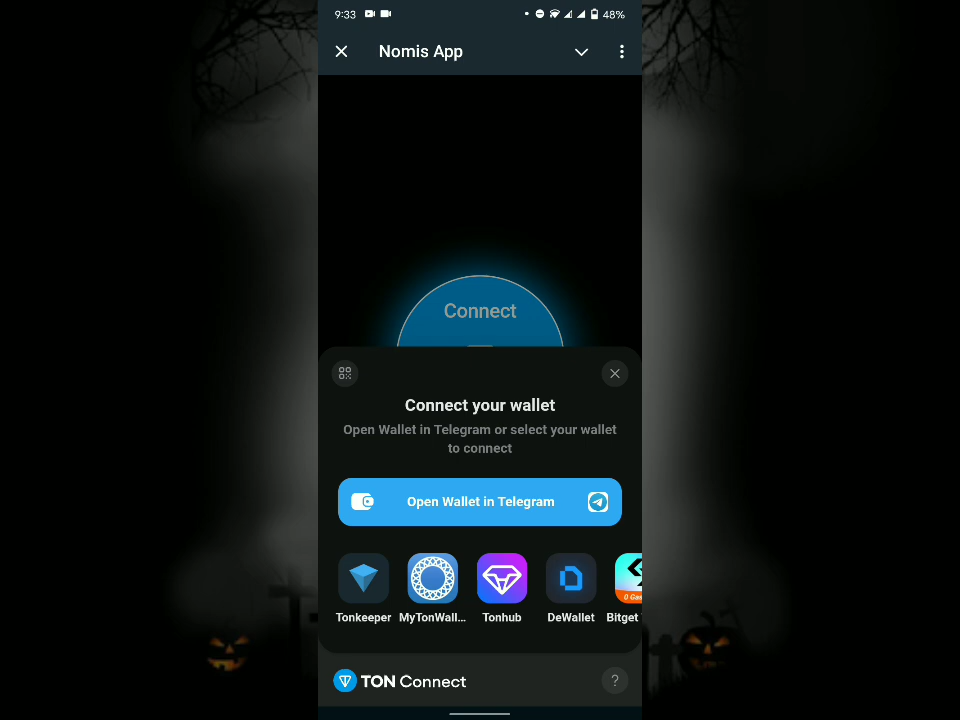 9:33
48%
Nomis App
Connect
Connect your wallet
Open Wallet in Telegram or select your wallet
to connect
Open Wallet in Telegram
Tonkeeper
MyTonWall...
Tonhub
DeWallet
Bitget
TON Connect
?